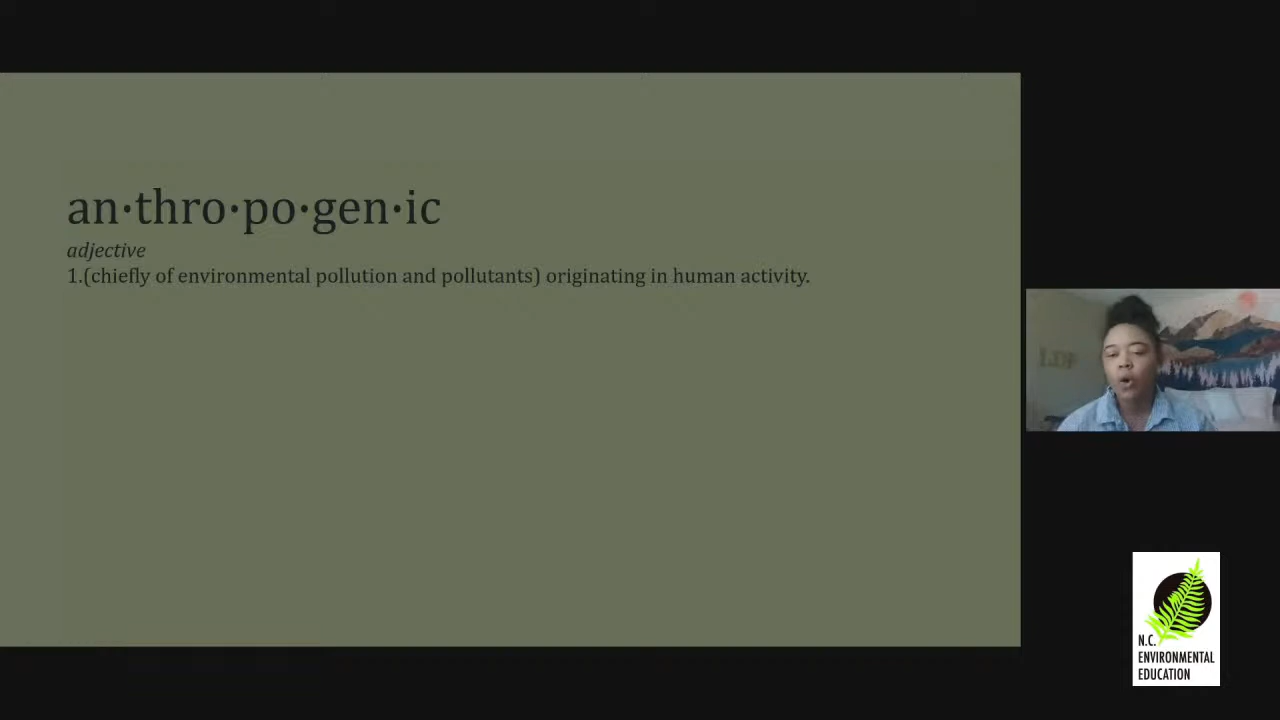 an·thro·po·gen·ic
adjective
1.(chiefly of environmental pollution and pollutants) originating in human activity.
N.C.
ENVIRONMENTAL
EDUCATION